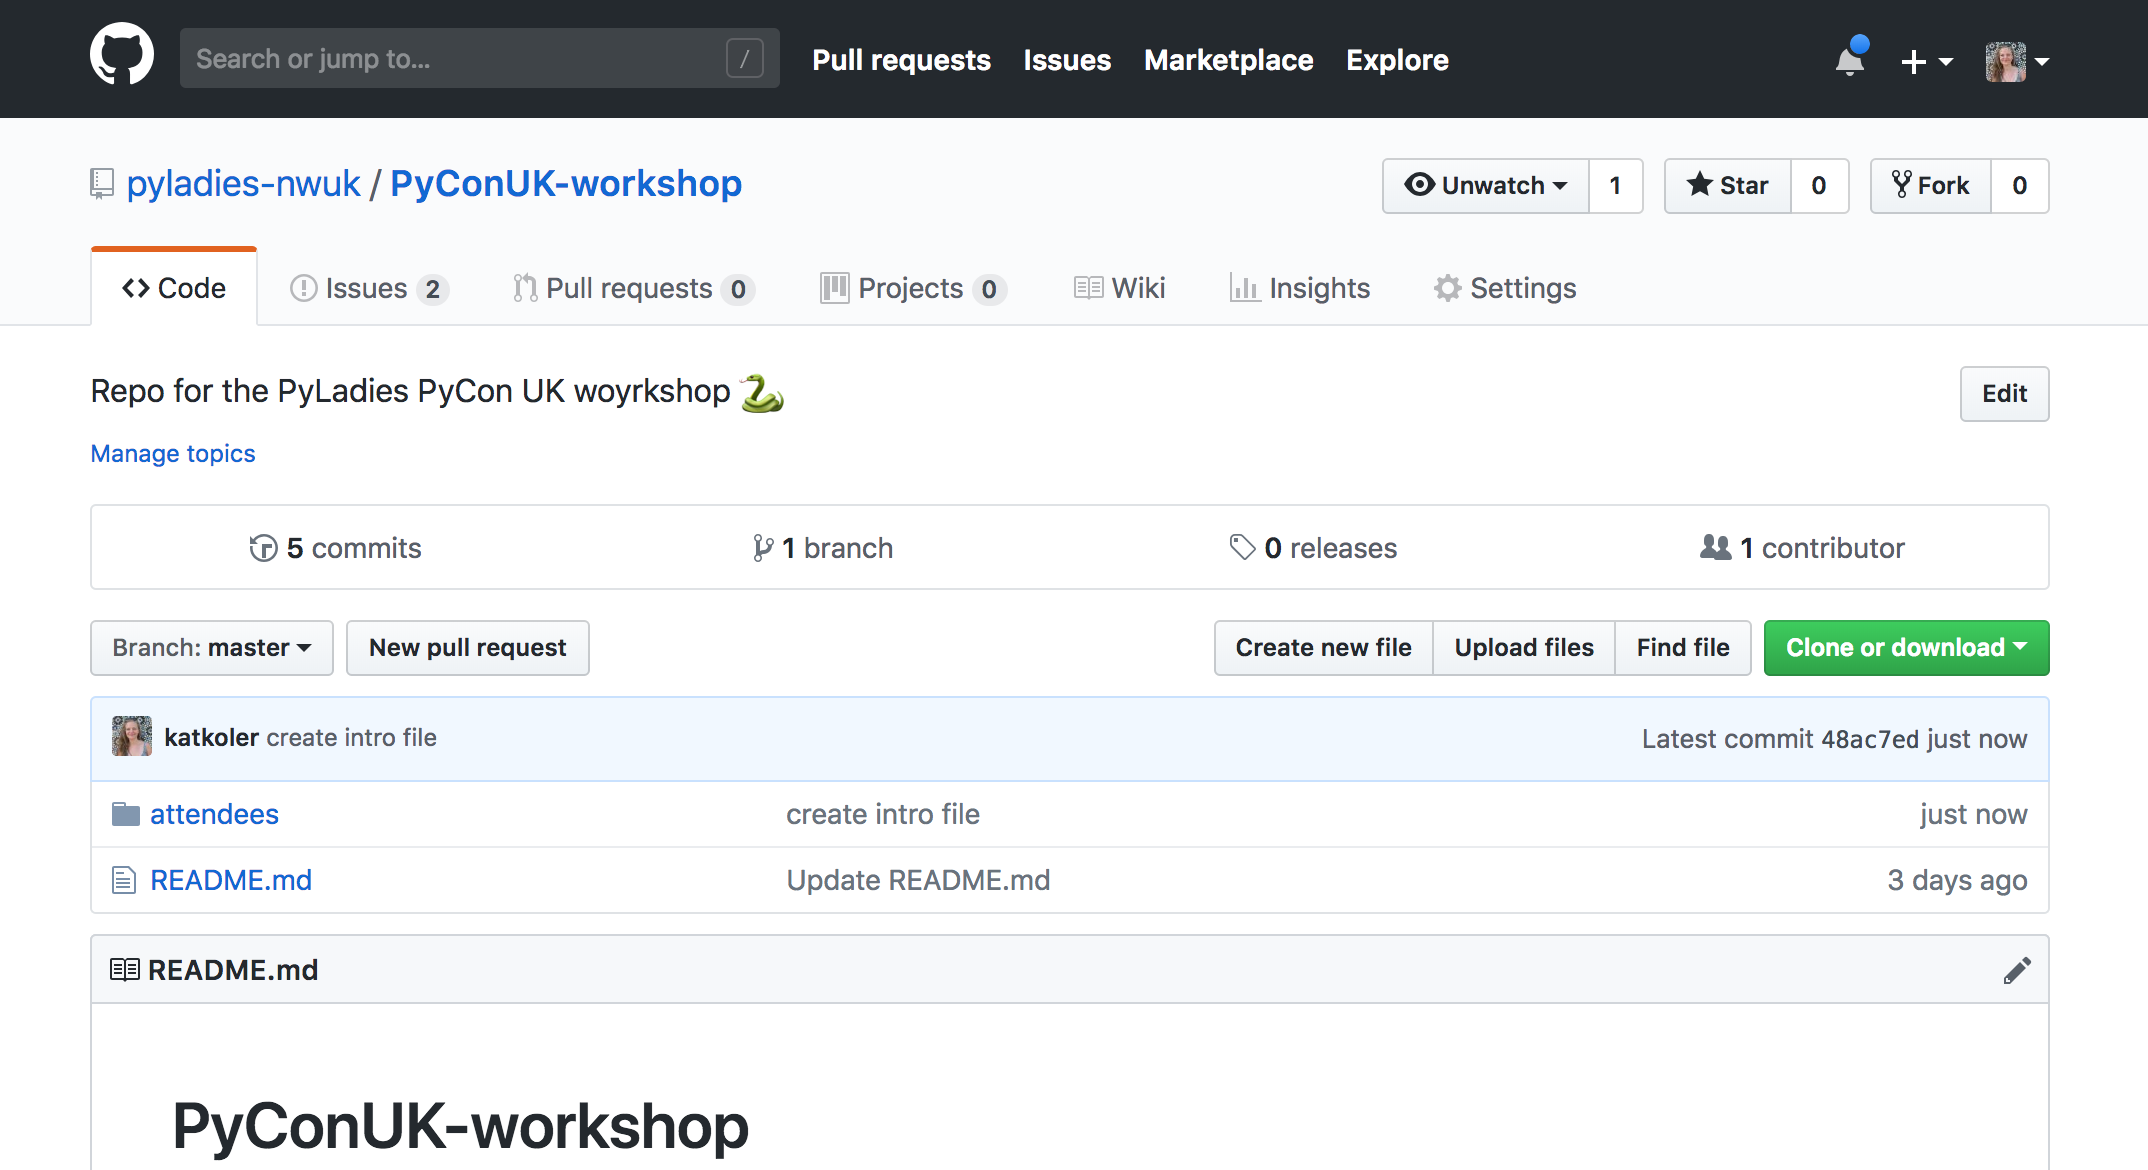 Search or jump to... / Pull requests Issues Marketplace Explore
pyladies-nwuk / PyConUK-workshop Unwatch 1 Star 0 Fork 0
Code Issues 2 Pull requests 0 Projects 0 Wiki Insights Settings
Repo for the PyLadies PyCon UK woyrkshop 🐍 Edit
Manage topics
5 commits 1 branch 0 releases 1 contributor
Branch: master New pull request Create new file Upload files Find file Clone or download
katkoler create intro file Latest commit 48ac7ed just now
attendees create intro file just now
README.md Update README.md 3 days ago
README.md
PyConUK-workshop